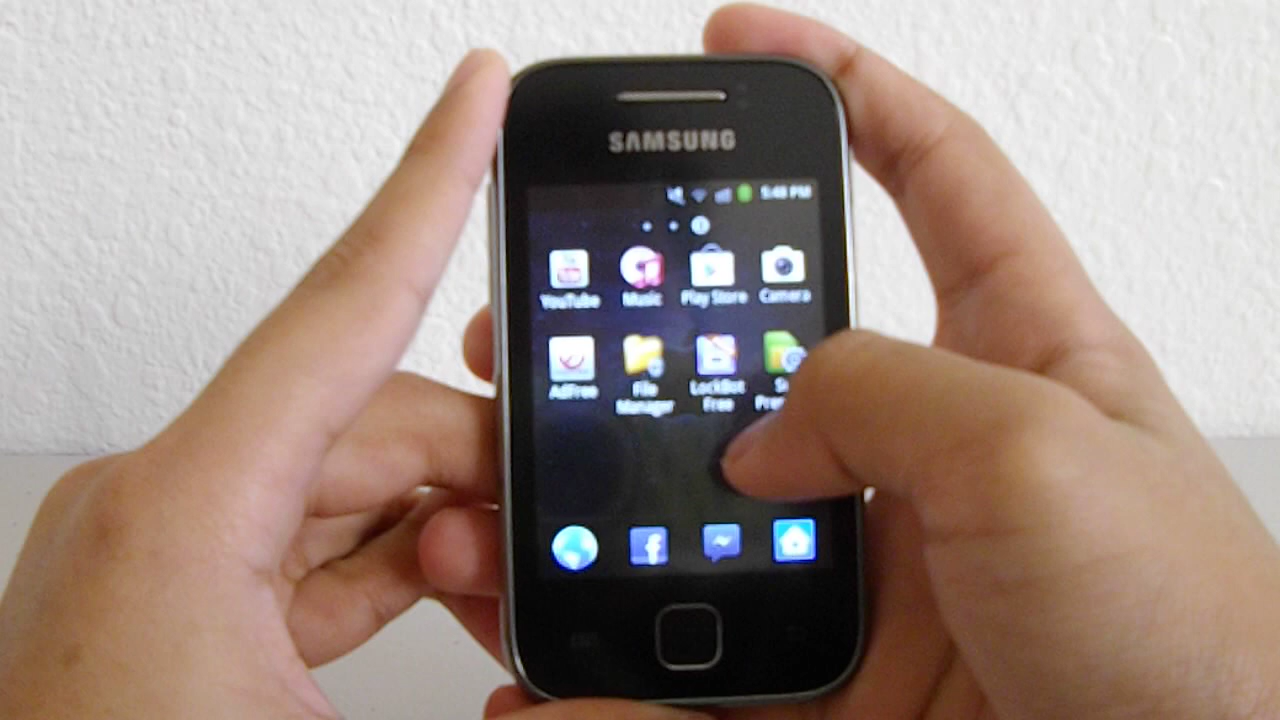 SAMSUNG
5:48 PM
YouTube
Music
Play Store
Camera
AdFree
File
Manager
LockBot
Free